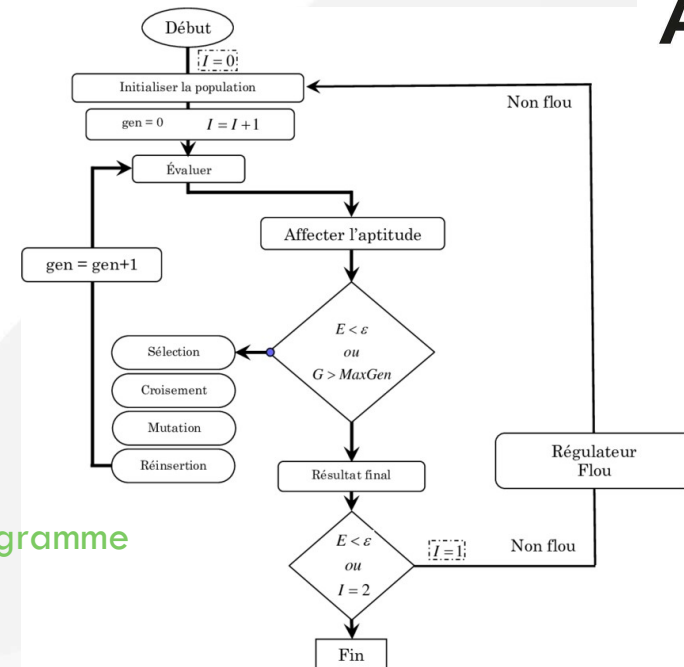 A
Début
I = 0
Initialiser la population
Non flou
gen = 0 I = I +1
Évaluer
Affecter l’aptitude
gen = gen+1
E < ε
ou
G > MaxGen
Sélection
Croisement
Mutation
Réinsertion
Régulateur
Flou
Résultat final
gramme
E < ε
ou
I = 2
I = 1
Non flou
Fin